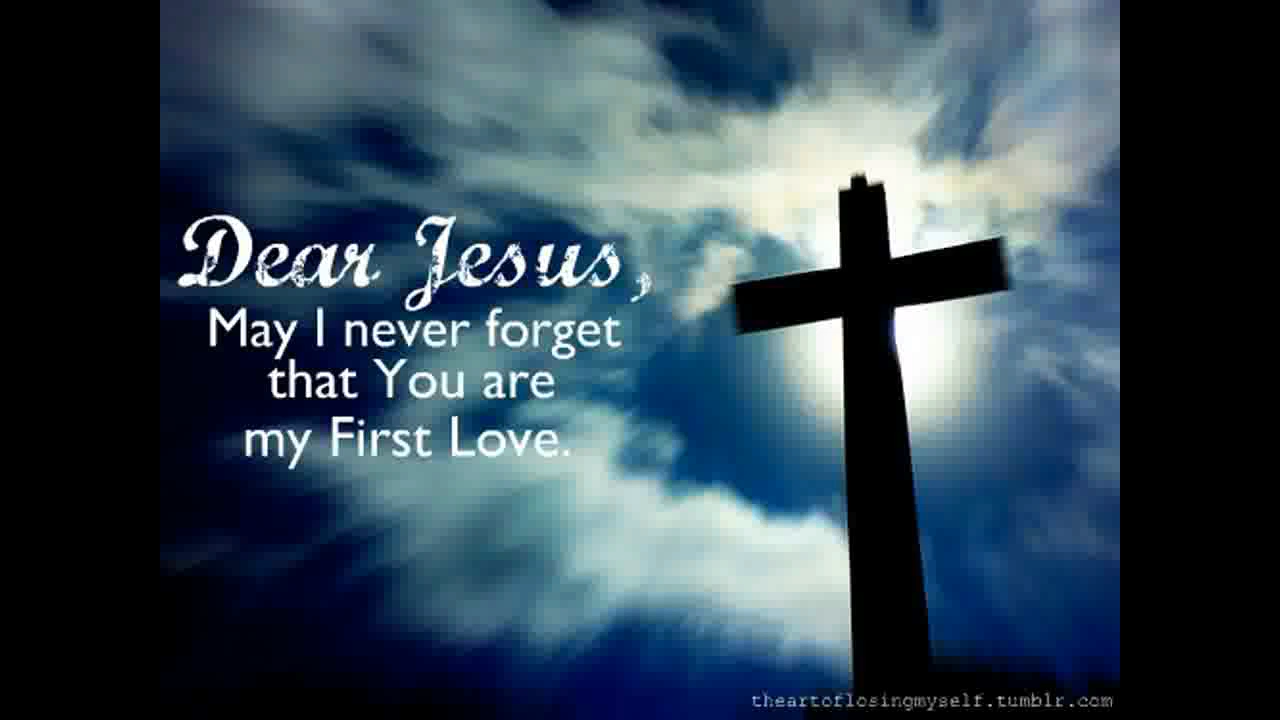 Dear Jesus,
May I never forget
that You are
my First Love.
theartoflosingmyself.tumblr.com